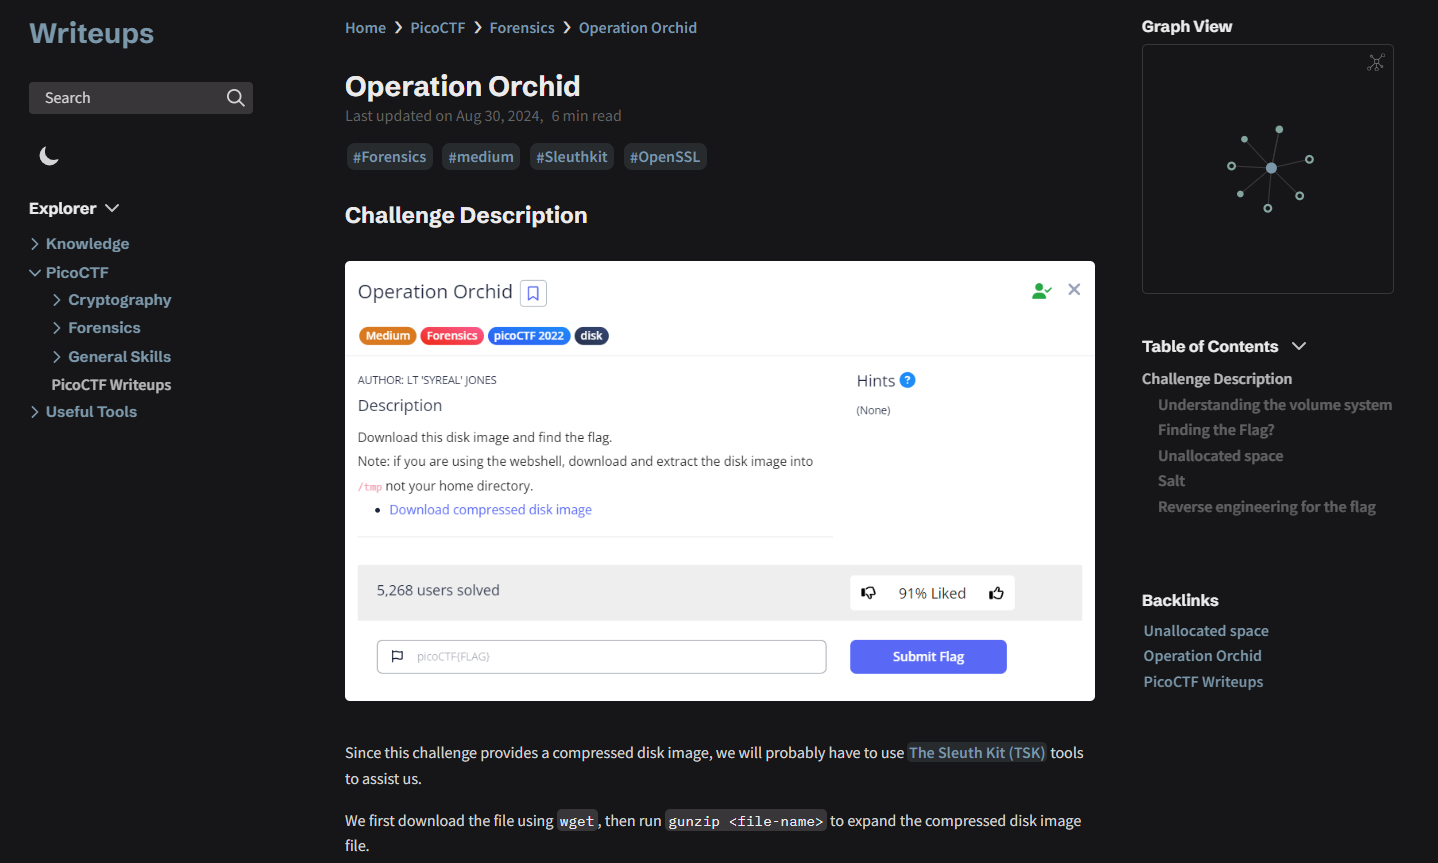 Writeups
Search
Explorer
Knowledge
PicoCTF
Cryptography
Forensics
General Skills
PicoCTF Writeups
Useful Tools
Home ❯ PicoCTF ❯ Forensics ❯ Operation Orchid
Operation Orchid
Last updated on Aug 30, 2024, 6 min read
#Forensics #medium #Sleuthkit #OpenSSL
Challenge Description
Operation Orchid
Medium Forensics picoCTF 2022 disk
AUTHOR: LT 'SYREAL' JONES
Description
Download this disk image and find the flag.
Note: if you are using the webshell, download and extract the disk image into
/tmp not your home directory.
• Download compressed disk image
Hints ?
(None)
5,268 users solved
91% Liked
picoCTF{FLAG}
Submit Flag
Since this challenge provides a compressed disk image, we will probably have to use The Sleuth Kit (TSK) tools
to assist us.
We first download the file using wget, then run gunzip <file-name> to expand the compressed disk image
file.
Graph View
Table of Contents
Challenge Description
Understanding the volume system
Finding the Flag?
Unallocated space
Salt
Reverse engineering for the flag
Backlinks
Unallocated space
Operation Orchid
PicoCTF Writeups